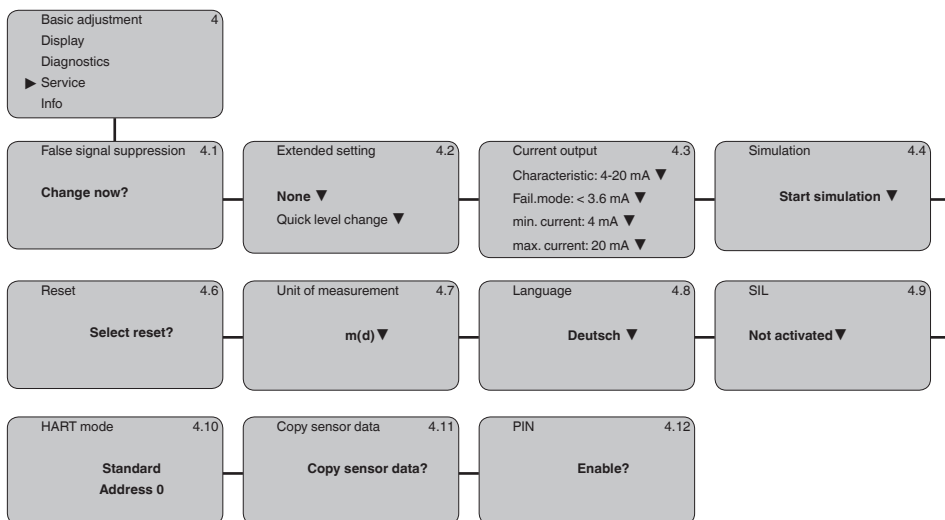 Basic adjustment 4
Display
Diagnostics
▶ Service
Info
False signal suppression 4.1
Change now?
Extended setting 4.2
None ▼
Quick level change ▼
Current output 4.3
Characteristic: 4-20 mA ▼
Fail.mode: < 3.6 mA ▼
min. current: 4 mA ▼
max. current: 20 mA ▼
Simulation 4.4
Start simulation ▼
Reset 4.6
Select reset?
Unit of measurement 4.7
m(d) ▼
Language 4.8
Deutsch ▼
SIL 4.9
Not activated ▼
HART mode 4.10
Standard
Address 0
Copy sensor data 4.11
Copy sensor data?
PIN 4.12
Enable?